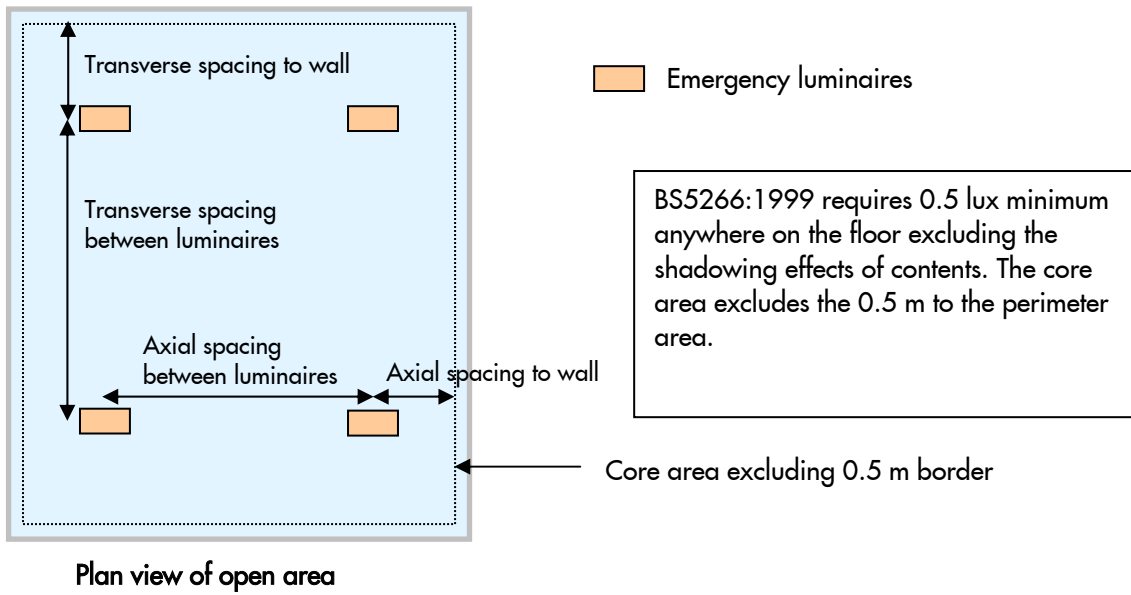 Transverse spacing to wall
Emergency luminaires
BS5266:1999 requires 0.5 lux minimum
anywhere on the floor excluding the
shadowing effects of contents. The core
area excludes the 0.5 m to the perimeter
area.
Transverse spacing
between luminaires
Axial spacing
between luminaires
Axial spacing to wall
Core area excluding 0.5 m border
Plan view of open area